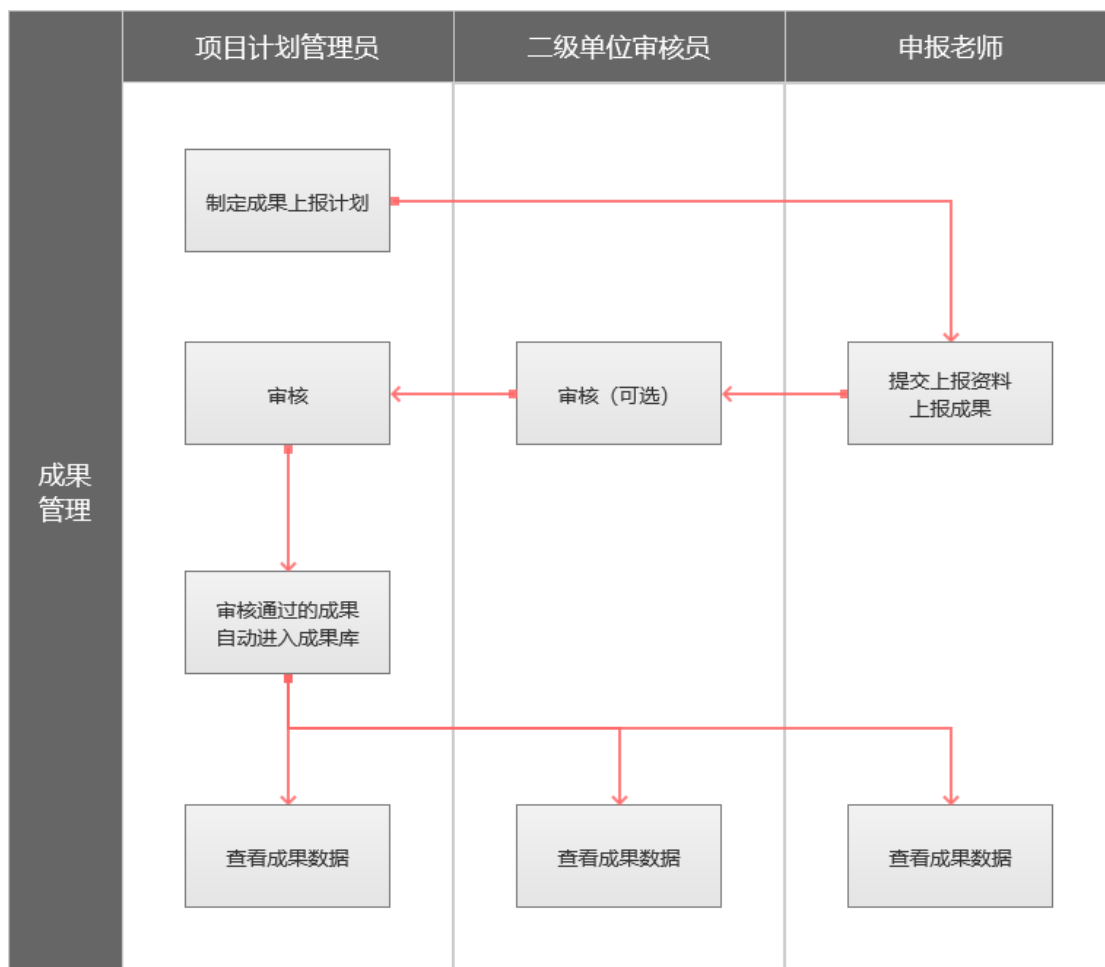 项目计划管理员
二级单位审核员
申报老师
成果
管理
制定成果上报计划
审核
审核（可选）
提交上报资料
上报成果
审核通过的成果
自动进入成果库
查看成果数据
查看成果数据
查看成果数据